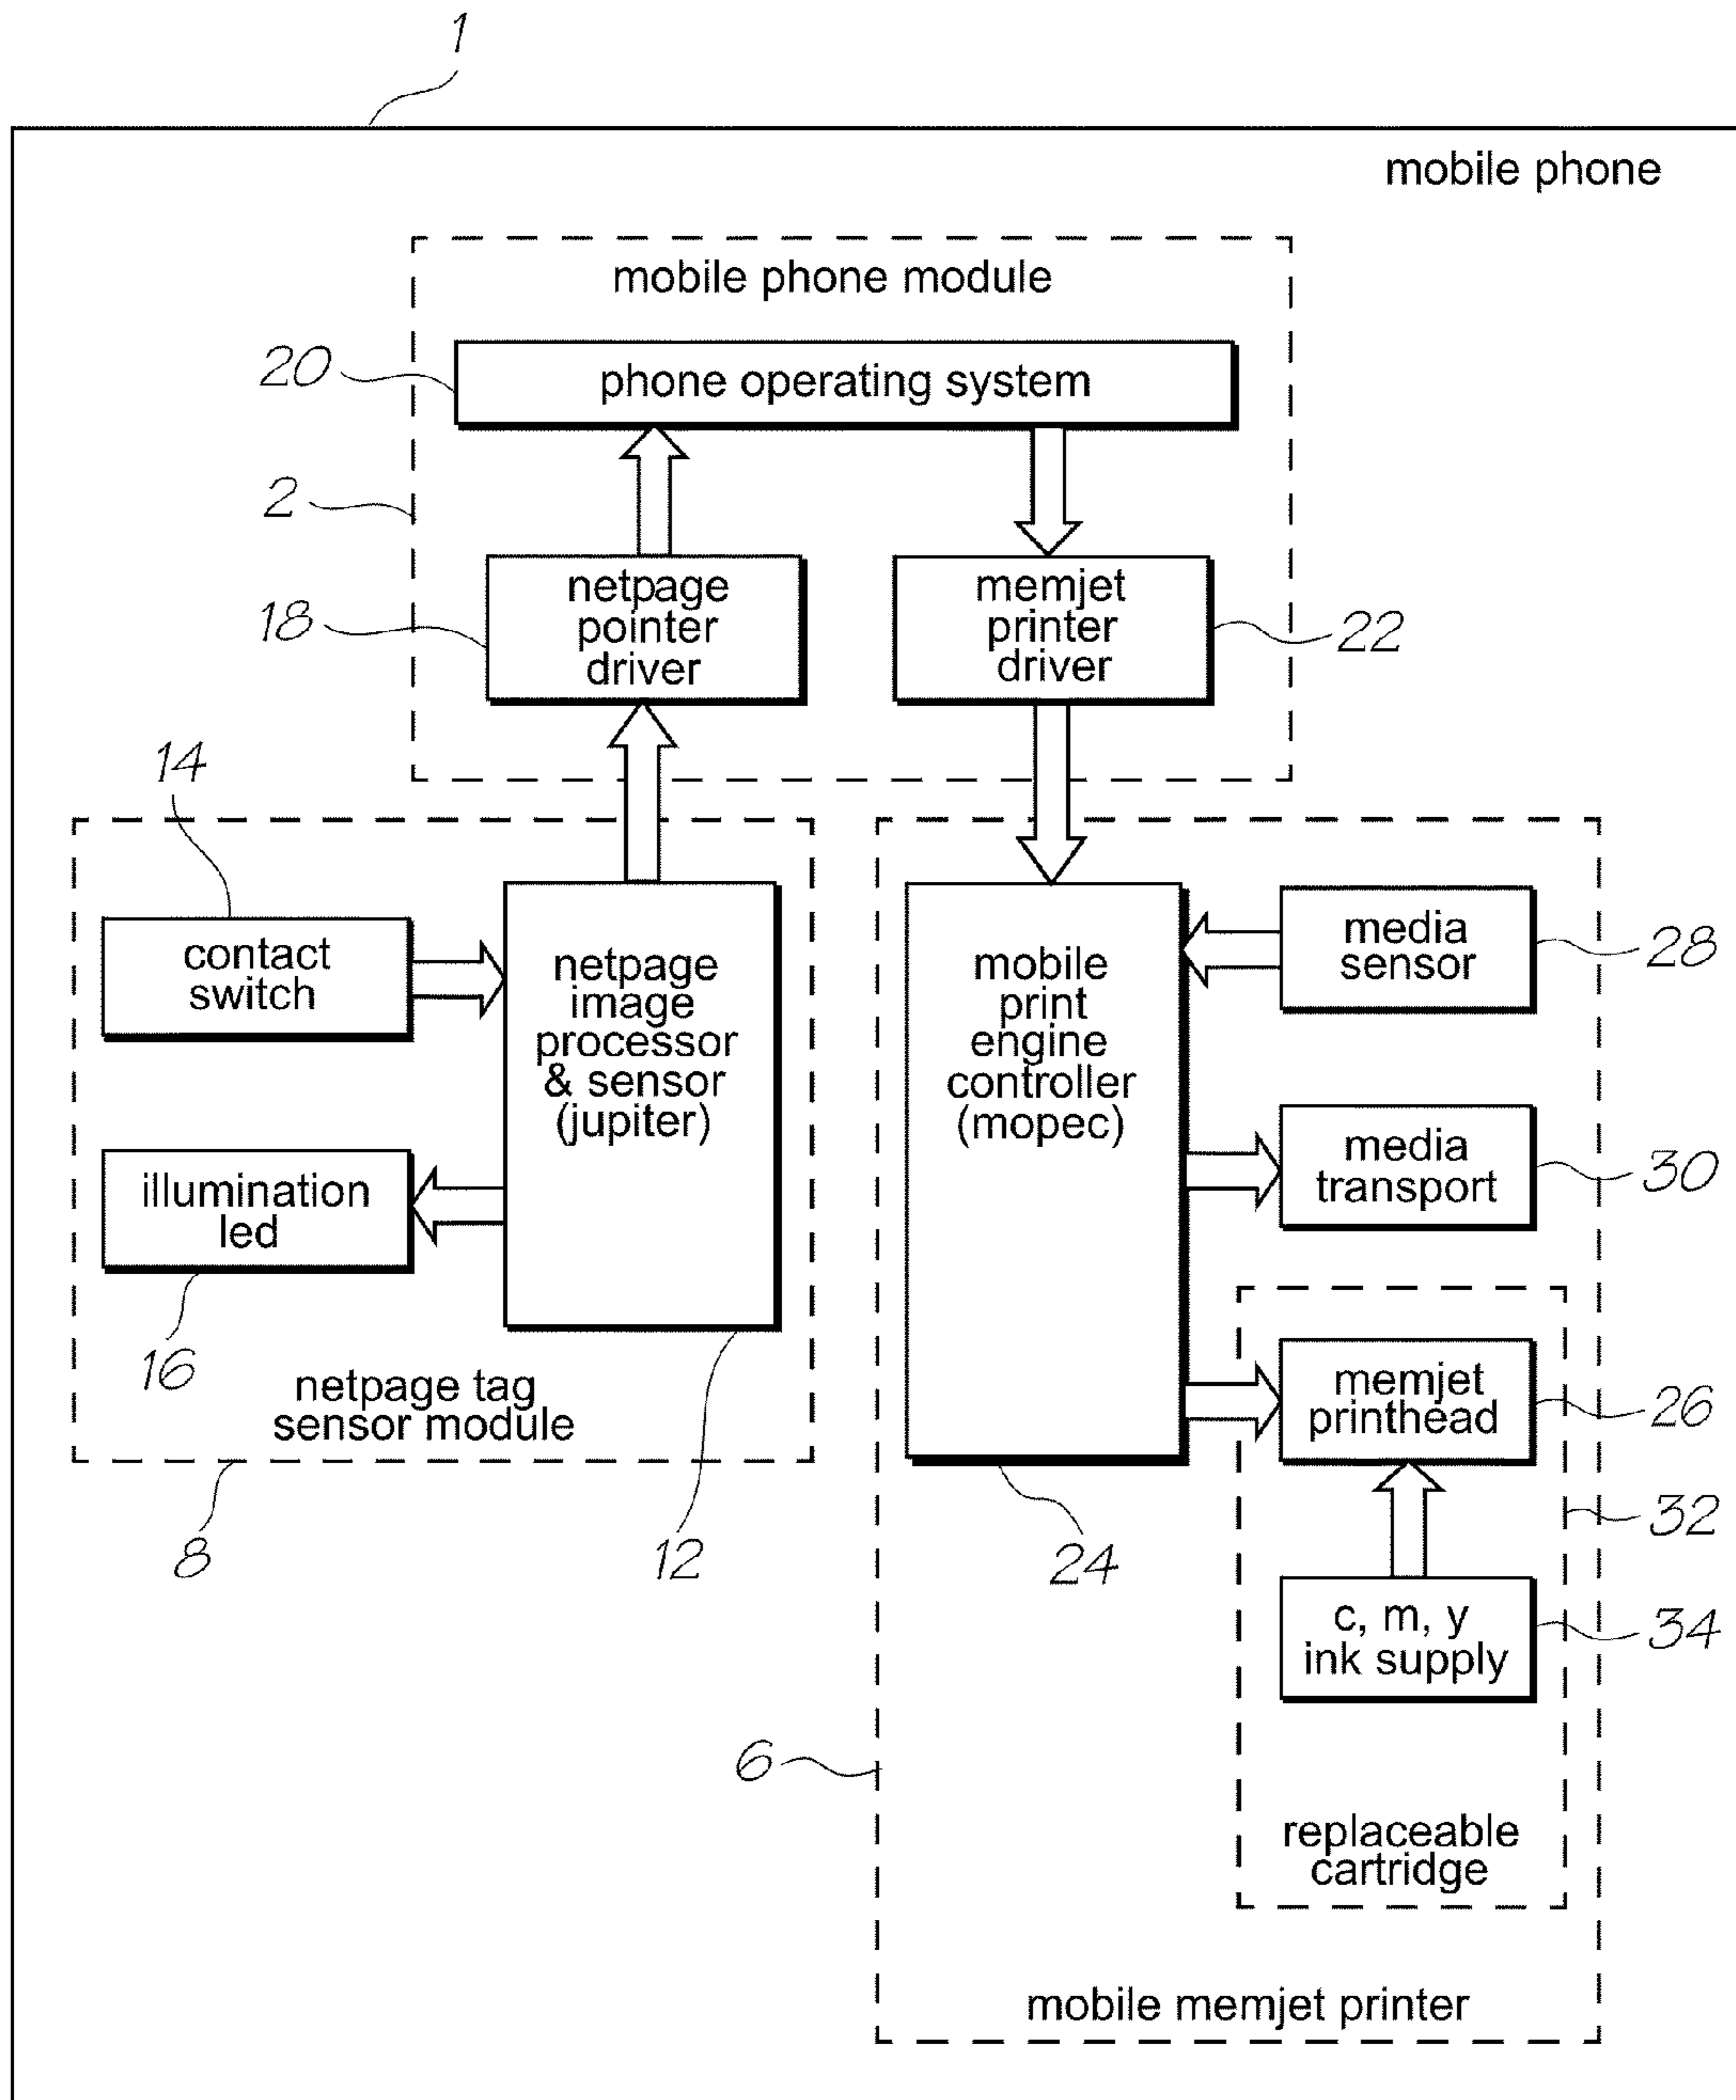 1
mobile phone
mobile phone module
20
phone operating system
2
18
netpage
pointer
driver
memjet
printer
driver
22
14
contact
switch
netpage
image
processor
& sensor
(jupiter)
illumination
led
16
netpage tag
sensor module
8
12
mobile
print
engine
controller
(mopec)
24
media
sensor
28
media
transport
30
memjet
printhead
26
32
c, m, y
ink supply
34
6
replaceable
cartridge
mobile memjet printer